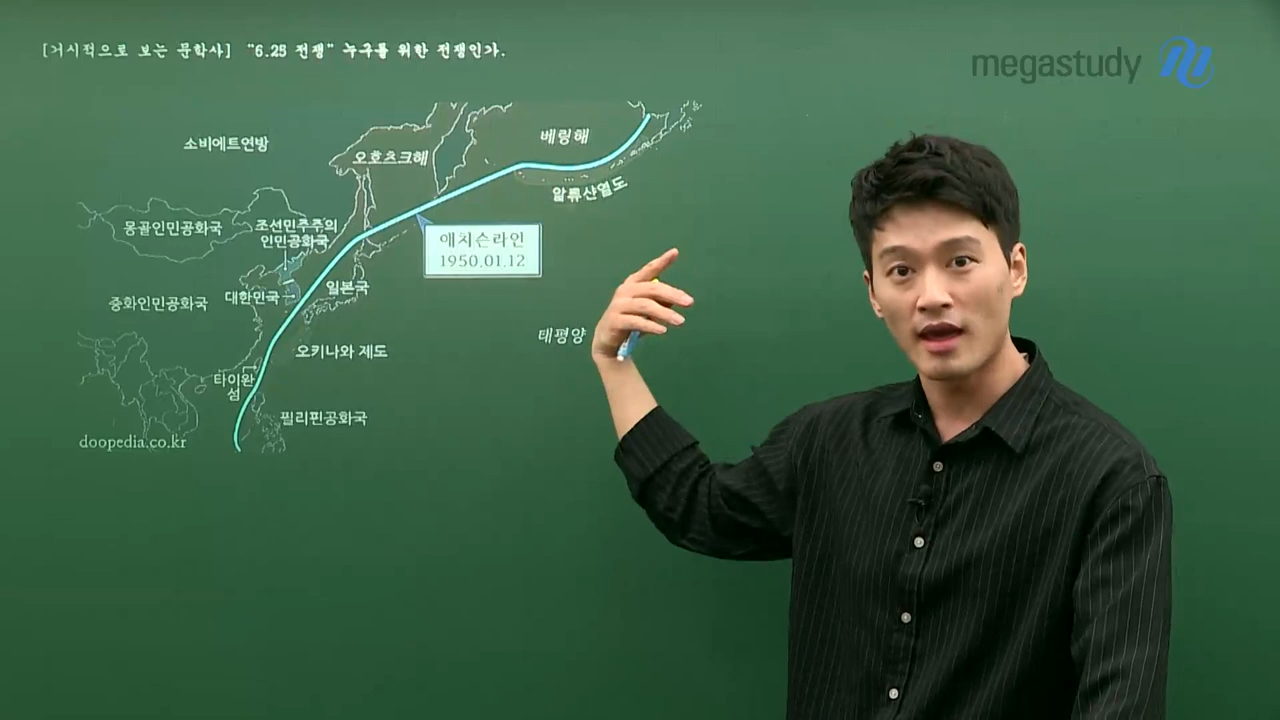 [거시적으로 보는 문학사] "6.25 전쟁" 누구를 위한 전쟁인가.
megastudy
소비에트연방
베링해
오호츠크해
알류산열도
몽골인민공화국
조선민주주의
인민공화국
애치슨라인
1950.01.12
일본국
대한민국
중화인민공화국
태평양
오키나와 제도
타이완
섬
필리핀공화국
doopedia.co.kr